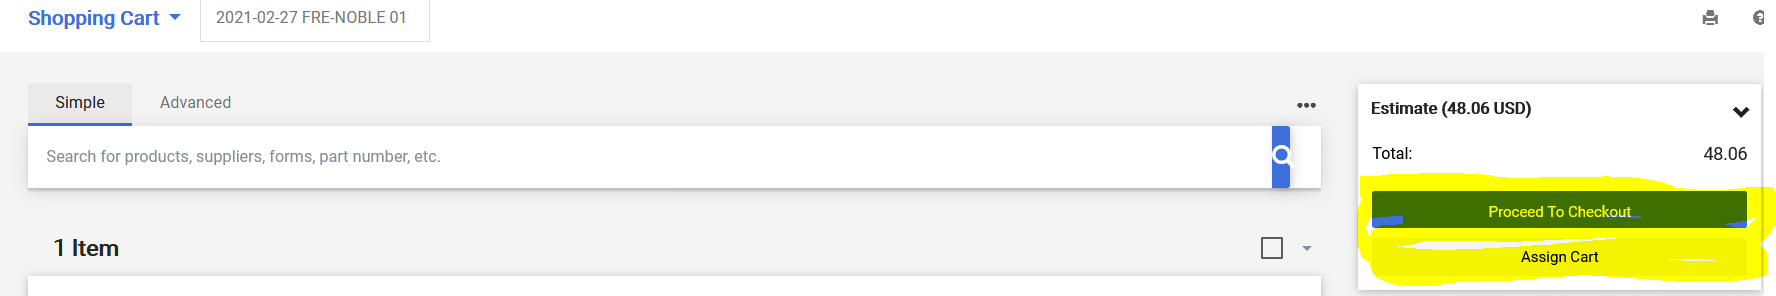 Shopping Cart
2021-02-27 FRE-NOBLE 01
Simple
Advanced
Search for products, suppliers, forms, part number, etc.
1 Item
Estimate (48.06 USD)
Total: 48.06
Proceed To Checkout
Assign Cart